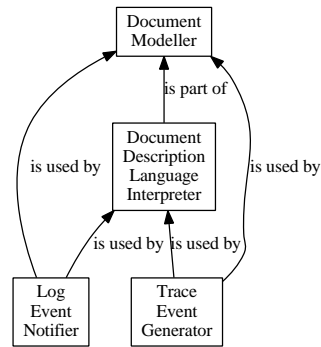 Document
Modeller
is part of
Document
Description
Language
Interpreter
is used by
is used by
is used by
is used by
Log
Event
Notifier
Trace
Event
Generator